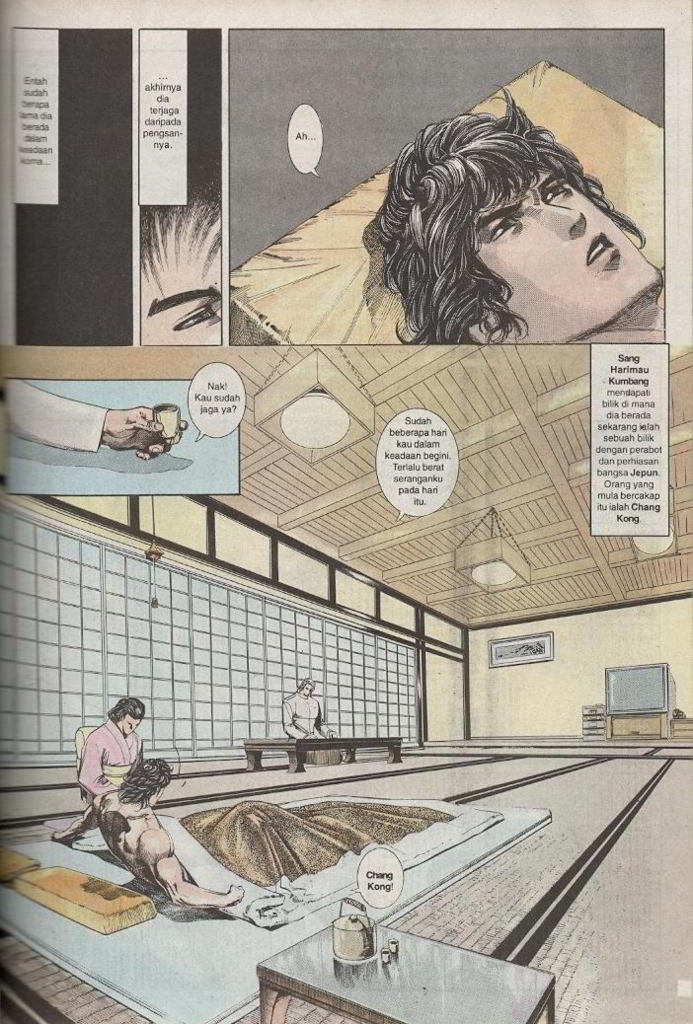 Entah
sudah
berapa
lama dia
berada
dalam
keadaan
koma...
...
akhirnya
dia
terjaga
daripada
pengsan-
nya.
Ah...
Nak!
Kau sudah
jaga ya?
Sudah
beberapa hari
kau dalam
keadaan begini.
Terlalu berat
seranganku
pada hari
itu.
Sang
Harimau
Kumbang
mendapati
bilik di mana
dia berada
sekarang ialah
sebuah bilik
dengan perabot
dan perhiasan
bangsa Jepun.
Orang yang
mula bercakap
itu ialah Chang
Kong.
Chang
Kong!